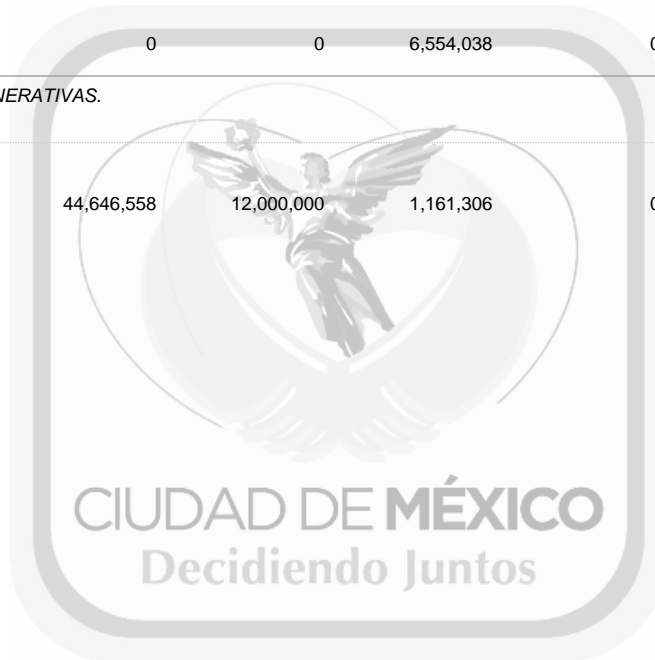 0 0 6,554,038 0
NERATIVAS.
44,646,558 12,000,000 1,161,306 0
CIUDAD DE MÉXICO
Decidiendo Juntos